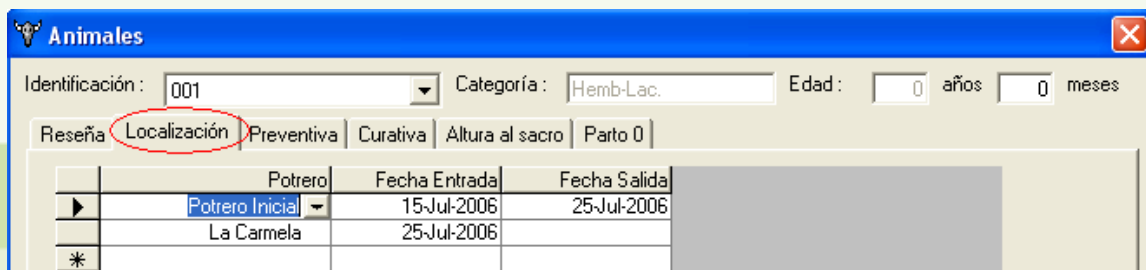 Animales
Identificación : 001 Categoría : Hemb-Lac. Edad : 0 años 0 meses
Reseña Localización Preventiva Curativa Altura al sacro Parto 0
Potrero Fecha Entrada Fecha Salida
Potrero Inicial 15-Jul-2006 25-Jul-2006
La Carmela 25-Jul-2006